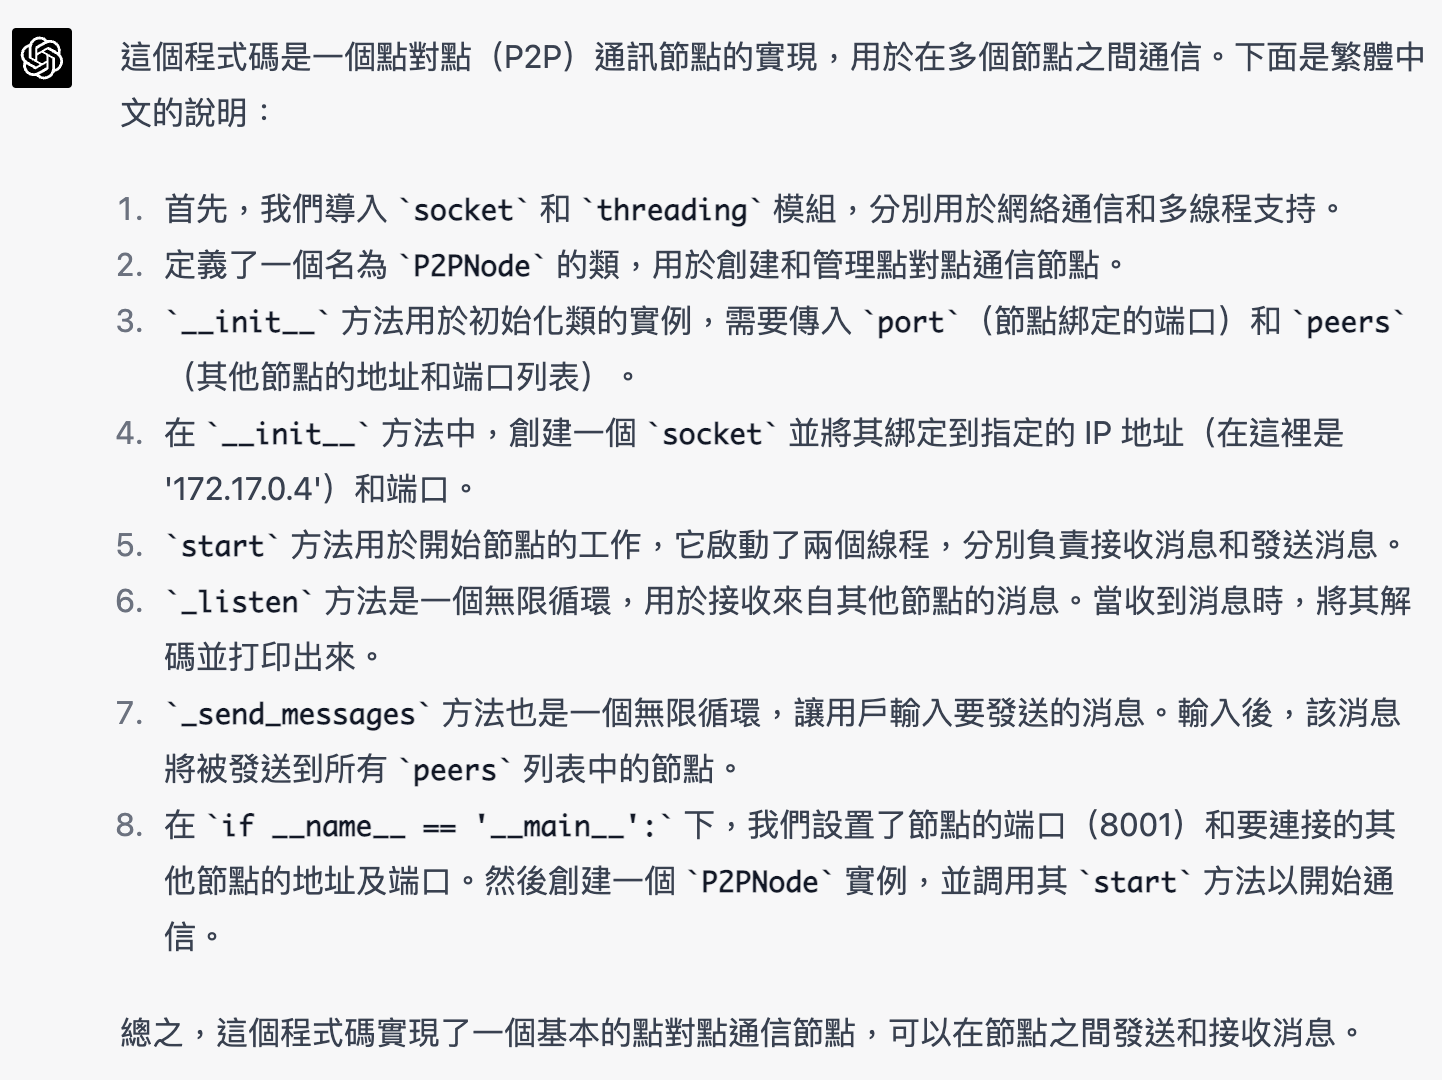 這個程式碼是一個點對點（P2P）通訊節點的實現，用於在多個節點之間通信。下面是繁體中
文的說明：
1. 首先，我們導入 `socket` 和 `threading` 模組，分別用於網絡通信和多線程支持。
2. 定義了一個名為 `P2PNode` 的類，用於創建和管理點對點通信節點。
3. `__init__` 方法用於初始化類的實例，需要傳入 `port`（節點綁定的端口）和 `peers`
（其他節點的地址和端口列表）。
4. 在 `__init__` 方法中，創建一個 `socket` 並將其綁定到指定的 IP 地址（在這裡是
'172.17.0.4'）和端口。
5. `start` 方法用於開始節點的工作，它啟動了兩個線程，分別負責接收消息和發送消息。
6. `_listen` 方法是一個無限循環，用於接收來自其他節點的消息。當收到消息時，將其解
碼並打印出來。
7. `_send_messages` 方法也是一個無限循環，讓用戶輸入要發送的消息。輸入後，該消息
將被發送到所有 `peers` 列表中的節點。
8. 在 `if __name__ == '__main__':` 下，我們設置了節點的端口（8001）和要連接的其
他節點的地址及端口。然後創建一個 `P2PNode` 實例，並調用其 `start` 方法以開始通
信。
總之，這個程式碼實現了一個基本的點對點通信節點，可以在節點之間發送和接收消息。